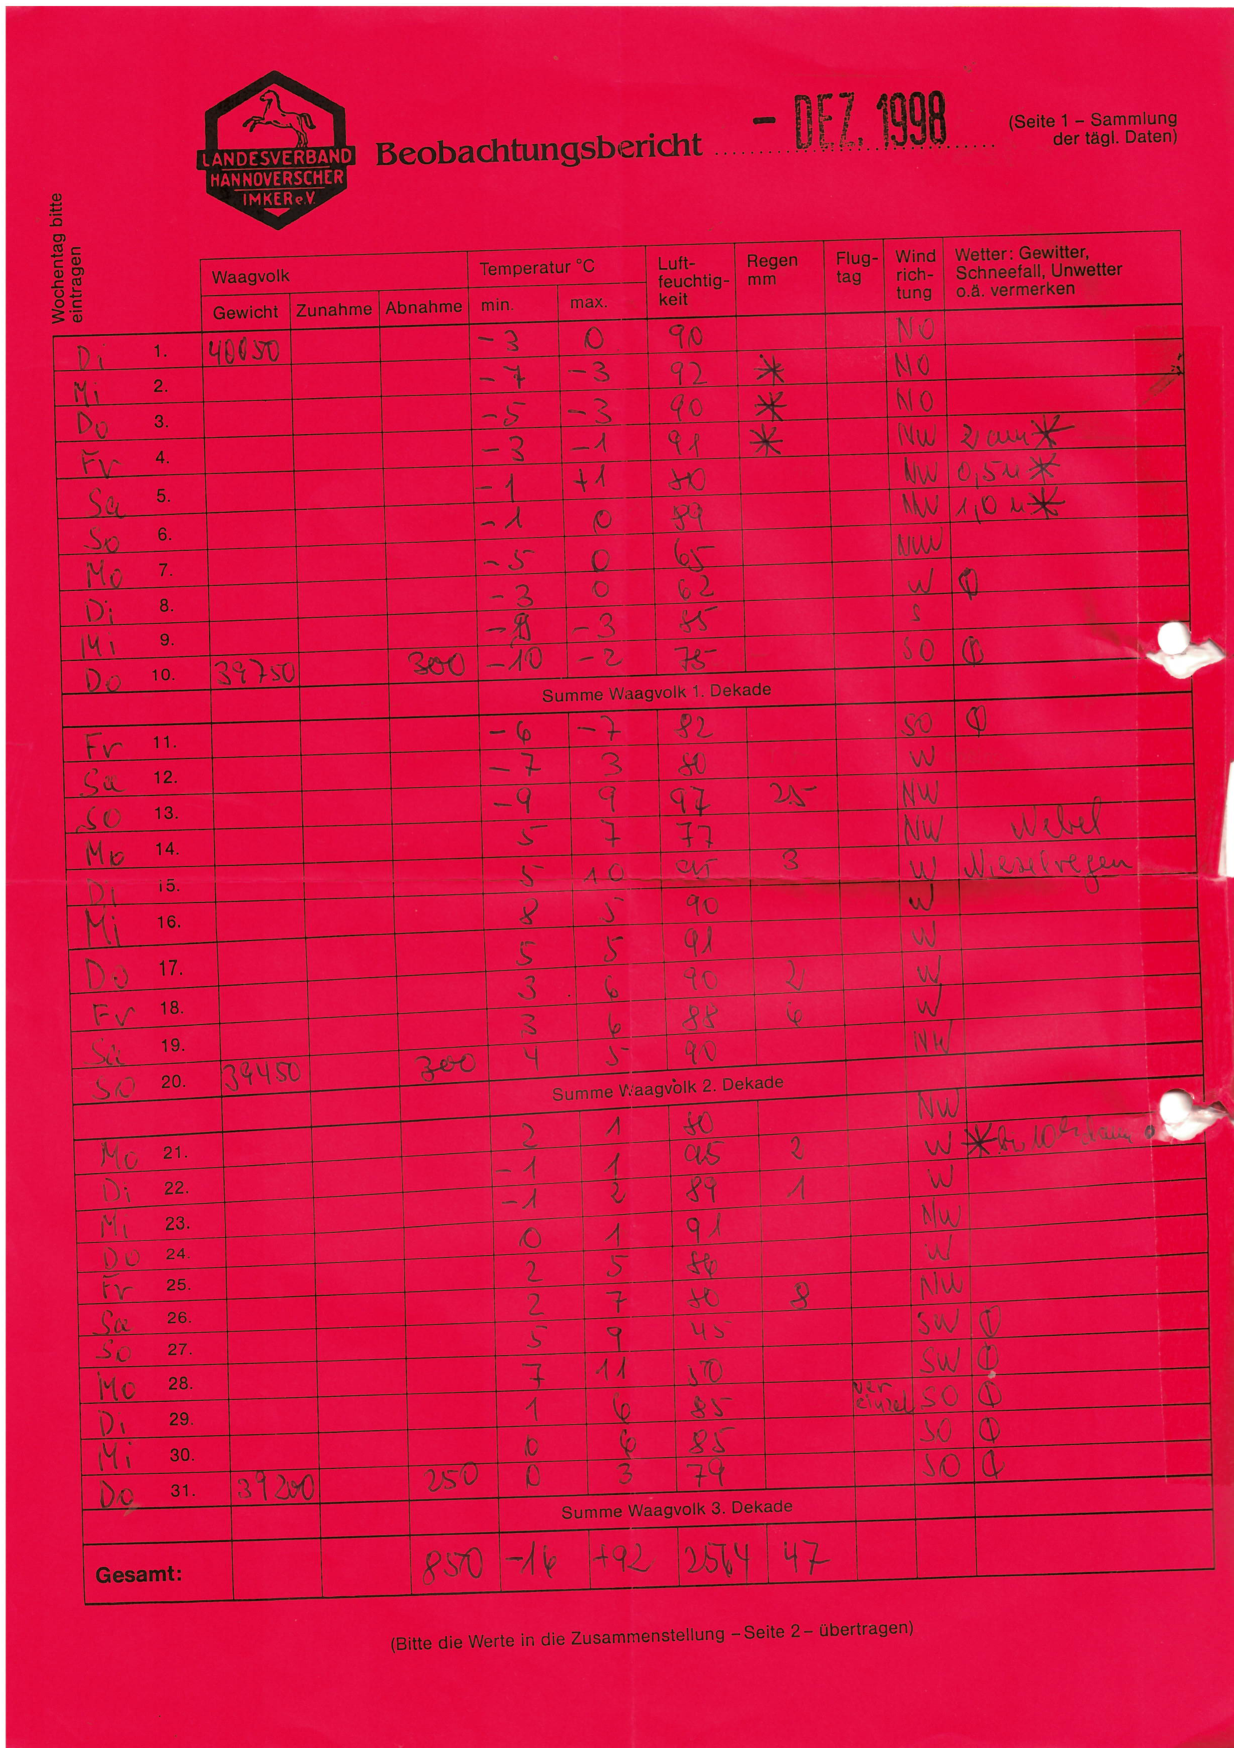 LANDESVERBAND
HANNOVERSCHER
IMKER e.V.
Beobachtungsbericht - DEZ. 1998
(Seite 1 – Sammlung
der tägl. Daten)
Wochentag bitte
eintragen
Waagvolk Temperatur °C Luft-feuchtig-keit Regen mm Flug-tag Wind rich-tung Wetter: Gewitter, Schneefall, Unwetter o.ä. vermerken
Gewicht Zunahme Abnahme min. max.
Di 1. 40050 -3 0 90 NO
Mi 2. -7 -3 92 NO
Do 3. -5 -3 90 NO
Fr 4. -3 -1 91 NW 2 cm
Sa 5. -1 +1 80 NW 0,5
So 6. -1 0 89 NW 1,0
Mo 7. -5 0 65 NW
Di 8. -3 0 62 W
Mi 9. -3 85 S
Do 10. 39750 300 -10 -2 75 SO
Summe Waagvolk 1. Dekade
Fr 11. -6 -7 82 SO
Sa 12. -7 3 80 W
So 13. -9 9 97 25 NW
Mo 14. 5 7 77 NW Nebel
Di 15. 5 10 95 3 W Nieselregen
Mi 16. 8 5 90 W
Do 17. 5 5 91 W
Fr 18. 3 6 90 2 W
Sa 19. 3 6 88 6 W
So 20. 39450 300 4 5 90 NW
Summe Waagvolk 2. Dekade
Mo 21. 2 1 80 NW
Di 22. -1 1 95 2 W
Mi 23. -1 2 89 1 W
Do 24. 0 1 91 NW
Fr 25. 2 5 86 W
Sa 26. 2 7 80 8 NW
So 27. 5 9 45 SW
Mo 28. 7 11 50 SW
Di 29. 1 6 85 ver einzel SO
Mi 30. 0 6 85 SO
Do 31. 39200 250 0 3 79 SO
Summe Waagvolk 3. Dekade
Gesamt: 850 -16 +92 2564 47
(Bitte die Werte in die Zusammenstellung – Seite 2 – übertragen)